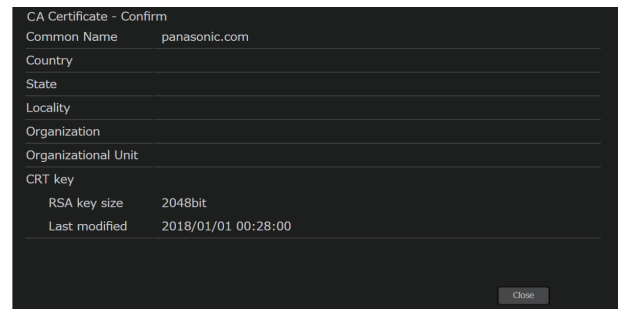 CA Certificate - Confirm
Common Name panasonic.com
Country
State
Locality
Organization
Organizational Unit
CRT key
RSA key size 2048bit
Last modified 2018/01/01 00:28:00
Close